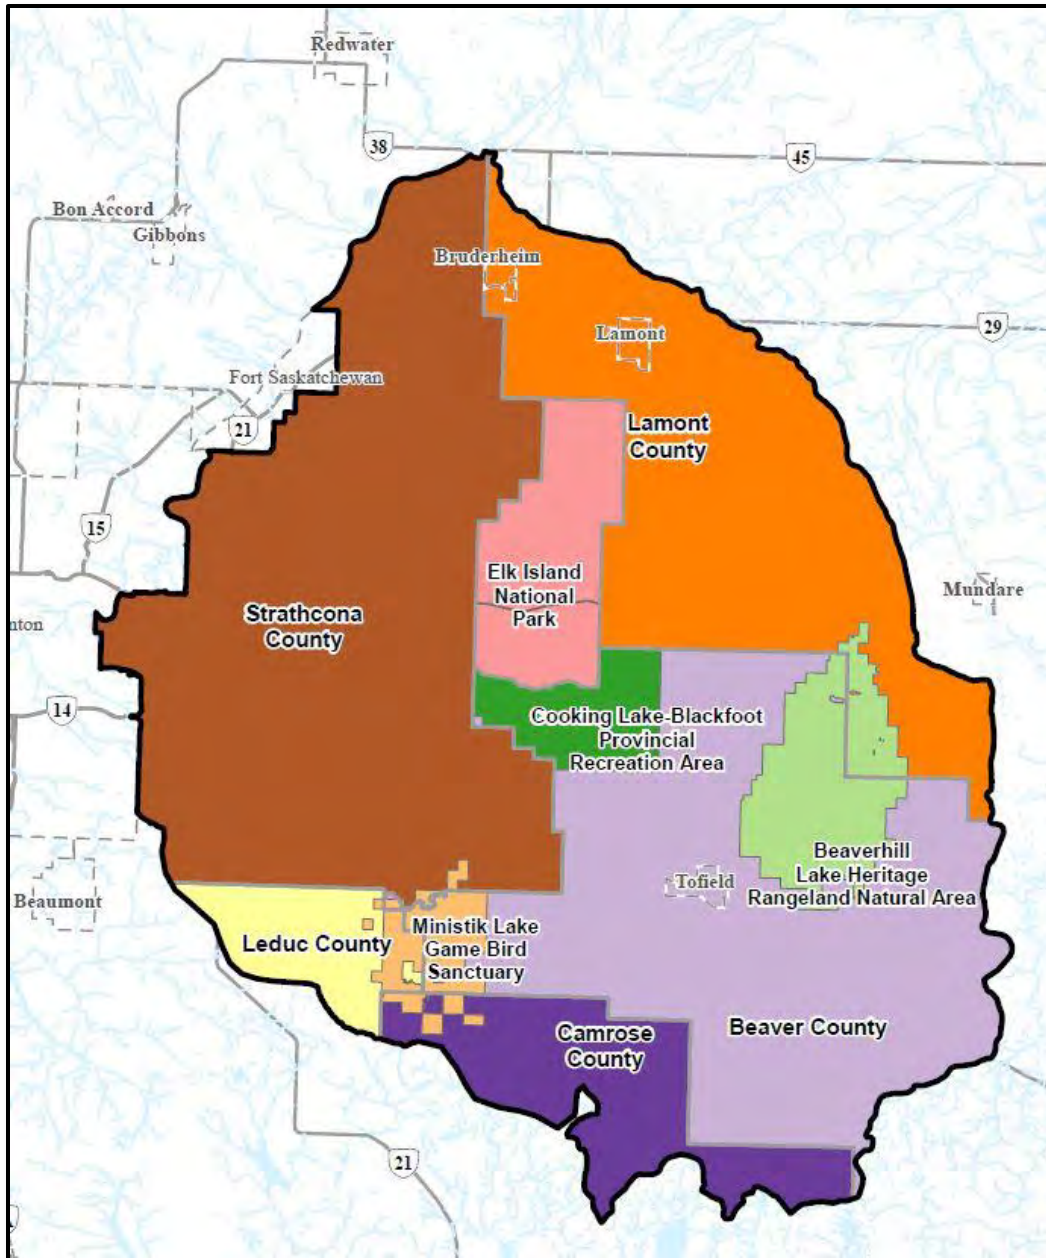 Redwater
38
45
Bon Accord
Gibbons
Bruderheim
29
Lamont
Fort Saskatchewan
21
Lamont
County
15
Elk Island
National
Park
Mundare
Strathcona
County
nton
14
Cooking Lake-Blackfoot
Provincial
Recreation Area
Beaverhill
Lake Heritage
Rangeland Natural Area
Tofield
Beaumont
Ministik Lake
Game Bird
Sanctuary
Leduc County
Camrose
County
Beaver County
21